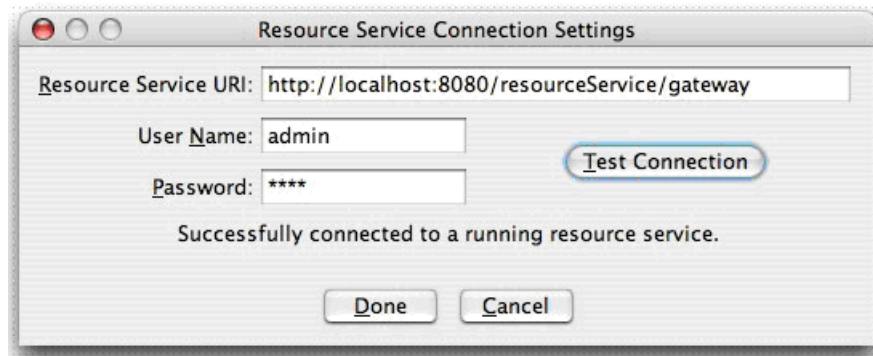 Resource Service Connection Settings
Resource Service URI: http://localhost:8080/resourceService/gateway
User Name: admin
Test Connection
Password: ****
Successfully connected to a running resource service.
Done Cancel